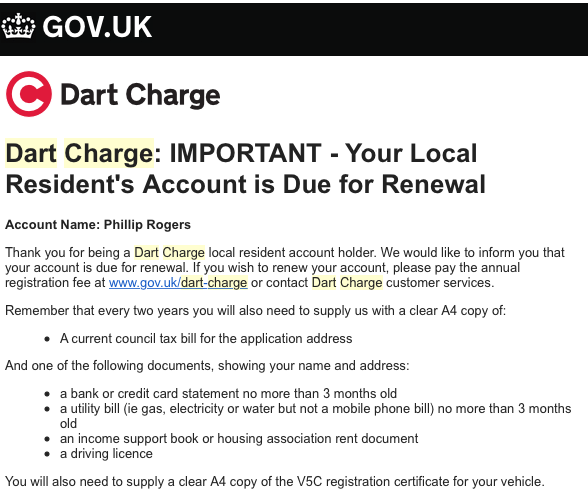 GOV.UK
Dart Charge
Dart Charge: IMPORTANT - Your Local
Resident's Account is Due for Renewal
Account Name: Phillip Rogers
Thank you for being a Dart Charge local resident account holder. We would like to inform you that
your account is due for renewal. If you wish to renew your account, please pay the annual
registration fee at www.gov.uk/dart-charge or contact Dart Charge customer services.
Remember that every two years you will also need to supply us with a clear A4 copy of:
• A current council tax bill for the application address
And one of the following documents, showing your name and address:
• a bank or credit card statement no more than 3 months old
• a utility bill (ie gas, electricity or water but not a mobile phone bill) no more than 3 months
old
• an income support book or housing association rent document
• a driving licence
You will also need to supply a clear A4 copy of the V5C registration certificate for your vehicle.